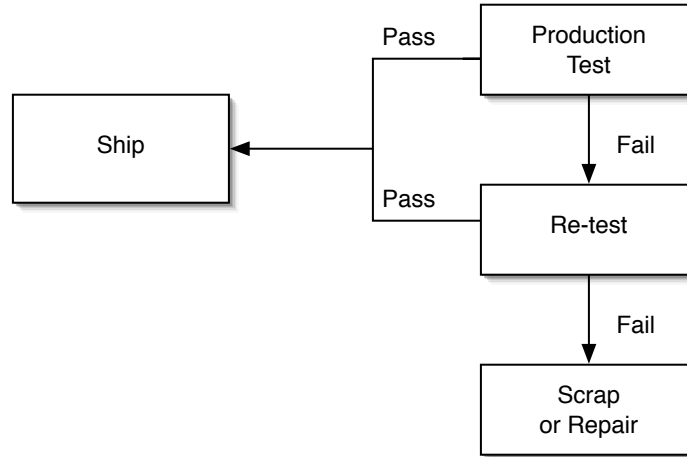 Pass
Production
Test
Ship
Fail
Pass
Re-test
Fail
Scrap
or Repair